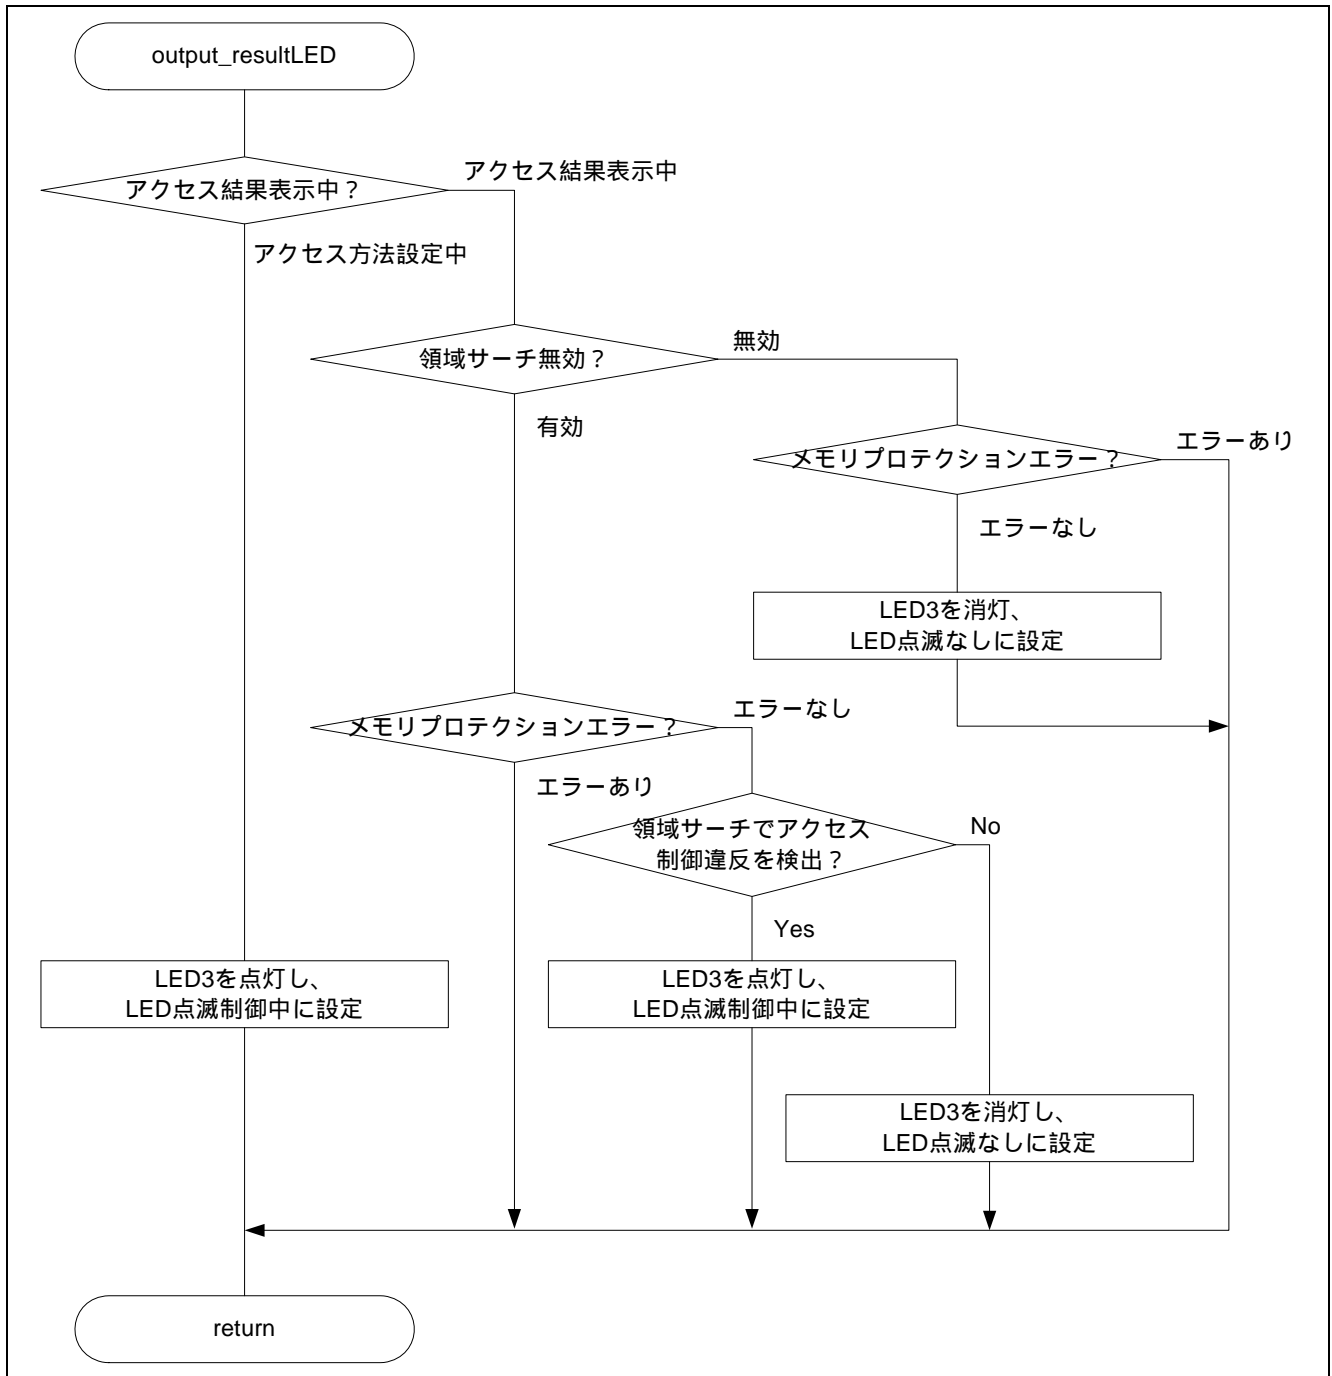 output_resultLED
アクセス結果表示中？
アクセス結果表示中
アクセス方法設定中
領域サーチ無効？
無効
有効
メモリプロテクションエラー？
エラーあり
エラーなし
LED3を消灯、
LED点滅なしに設定
メモリプロテクションエラー？
エラーなし
エラーあり
領域サーチでアクセス
制御違反を検出？
No
Yes
LED3を点灯し、
LED点滅制御中に設定
LED3を点灯し、
LED点滅制御中に設定
LED3を消灯し、
LED点滅なしに設定
return